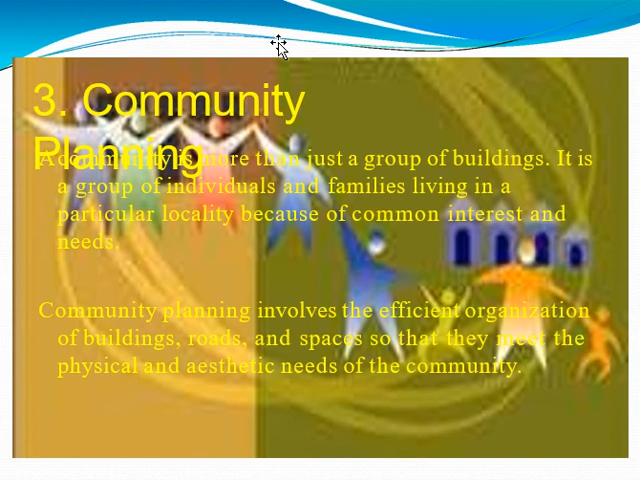 3. Community
Planning
A community is more than just a group of buildings. It is
a group of individuals and families living in a
particular locality because of common interest and
needs.
Community planning involves the efficient organization
of buildings, roads, and spaces so that they meet the
physical and aesthetic needs of the community.